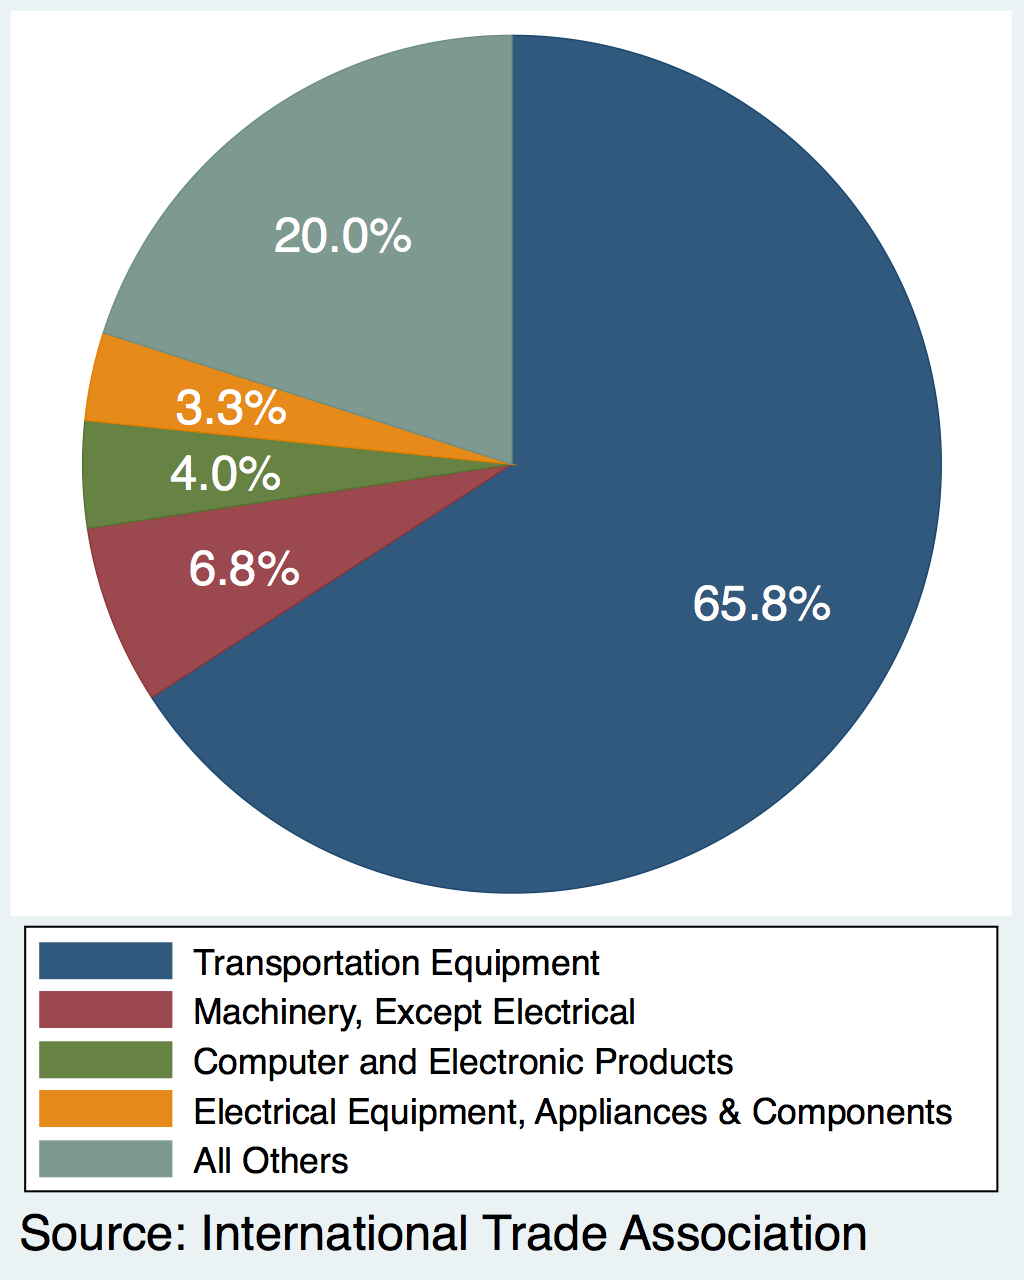 20.0%
3.3%
4.0%
6.8%
65.8%
Transportation Equipment
Machinery, Except Electrical
Computer and Electronic Products
Electrical Equipment, Appliances & Components
All Others
Source: International Trade Association